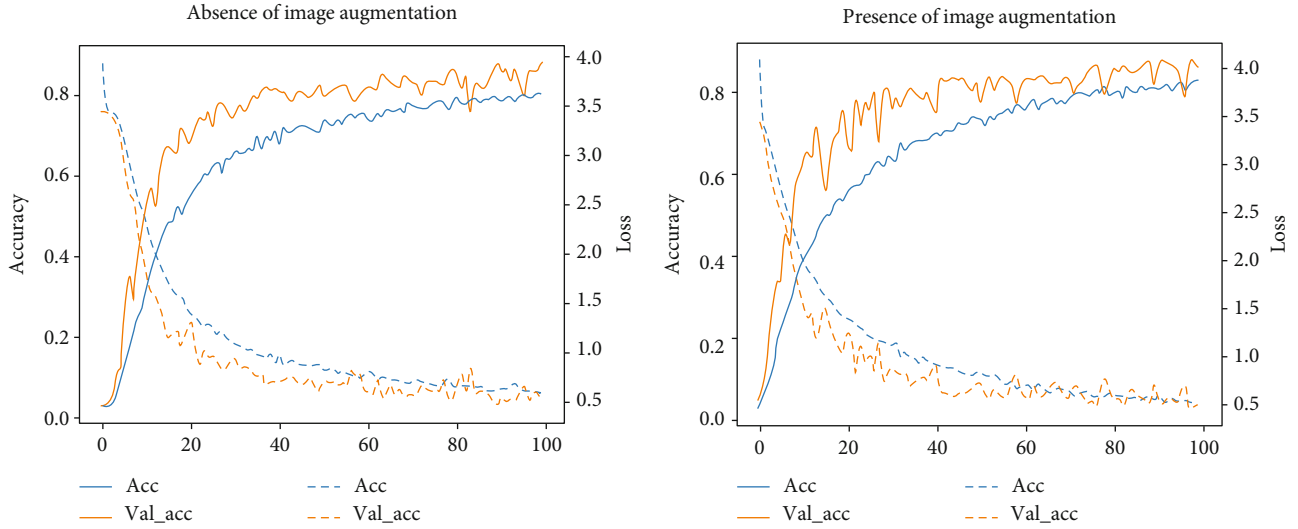 Absence of image augmentation
Accuracy
0.8
0.6
0.4
0.2
0.0
4.0
3.5
3.0
2.5
2.0
1.5
1.0
0.5
Loss
0 20 40 60 80 100
Acc Acc
Val_acc Val_acc
Presence of image augmentation
Accuracy
0.8
0.6
0.4
0.2
0.0
4.0
3.5
3.0
2.5
2.0
1.5
1.0
0.5
Loss
0 20 40 60 80 100
Acc Acc
Val_acc Val_acc